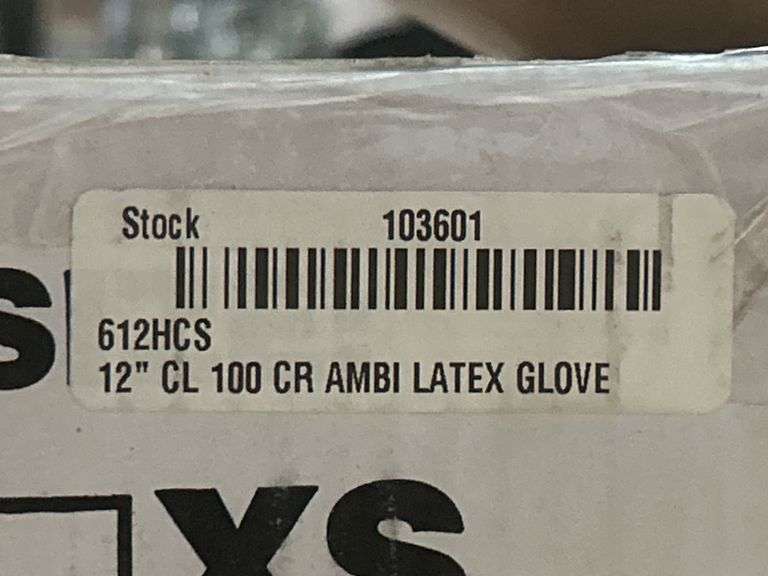 Stock 103601
612HCS
12" CL 100 CR AMBI LATEX GLOVE
XS